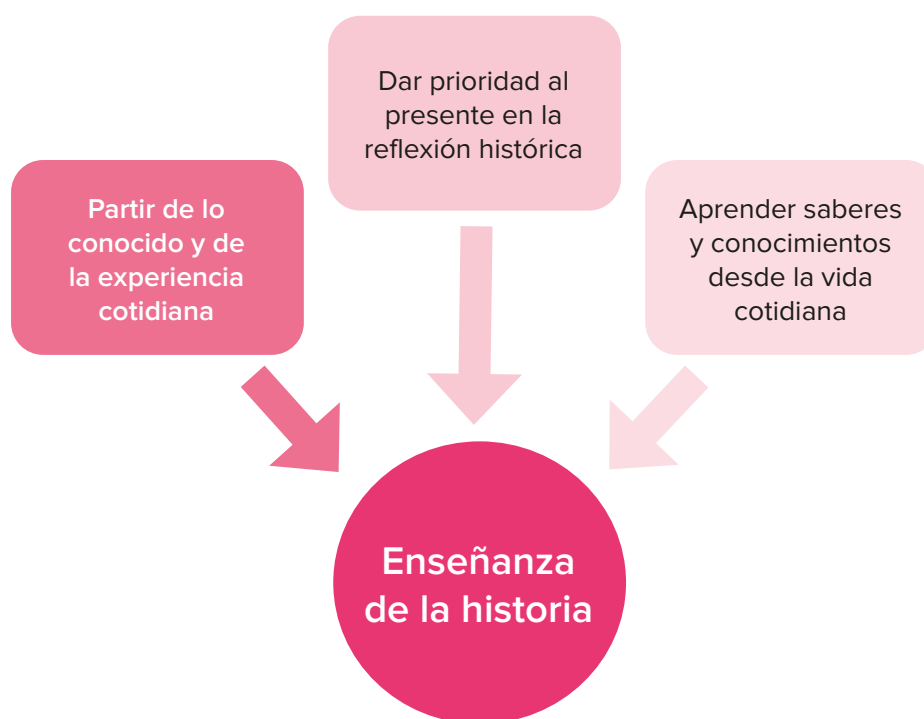 Partir de lo
conocido y de
la experiencia
cotidiana
Dar prioridad al
presente en la
reflexión histórica
Aprender saberes
y conocimientos
desde la vida
cotidiana
Enseñanza
de la historia